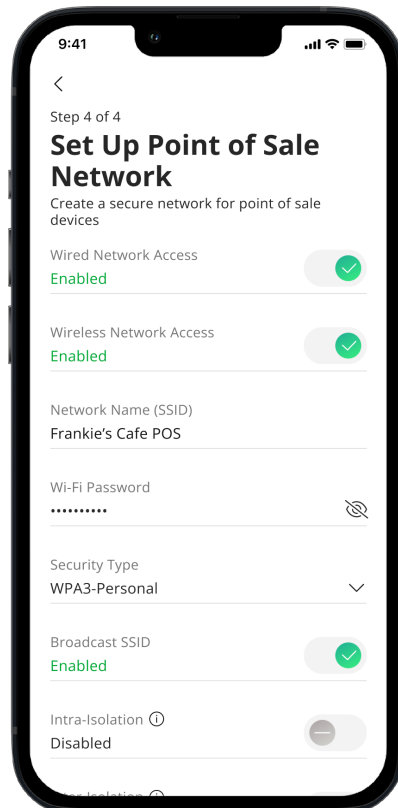 9:41
Step 4 of 4
Set Up Point of Sale
Network
Create a secure network for point of sale
devices
Wired Network Access
Enabled
Wireless Network Access
Enabled
Network Name (SSID)
Frankie’s Cafe POS
Wi-Fi Password
••••••••••
Security Type
WPA3-Personal
Broadcast SSID
Enabled
Intra-Isolation
Disabled